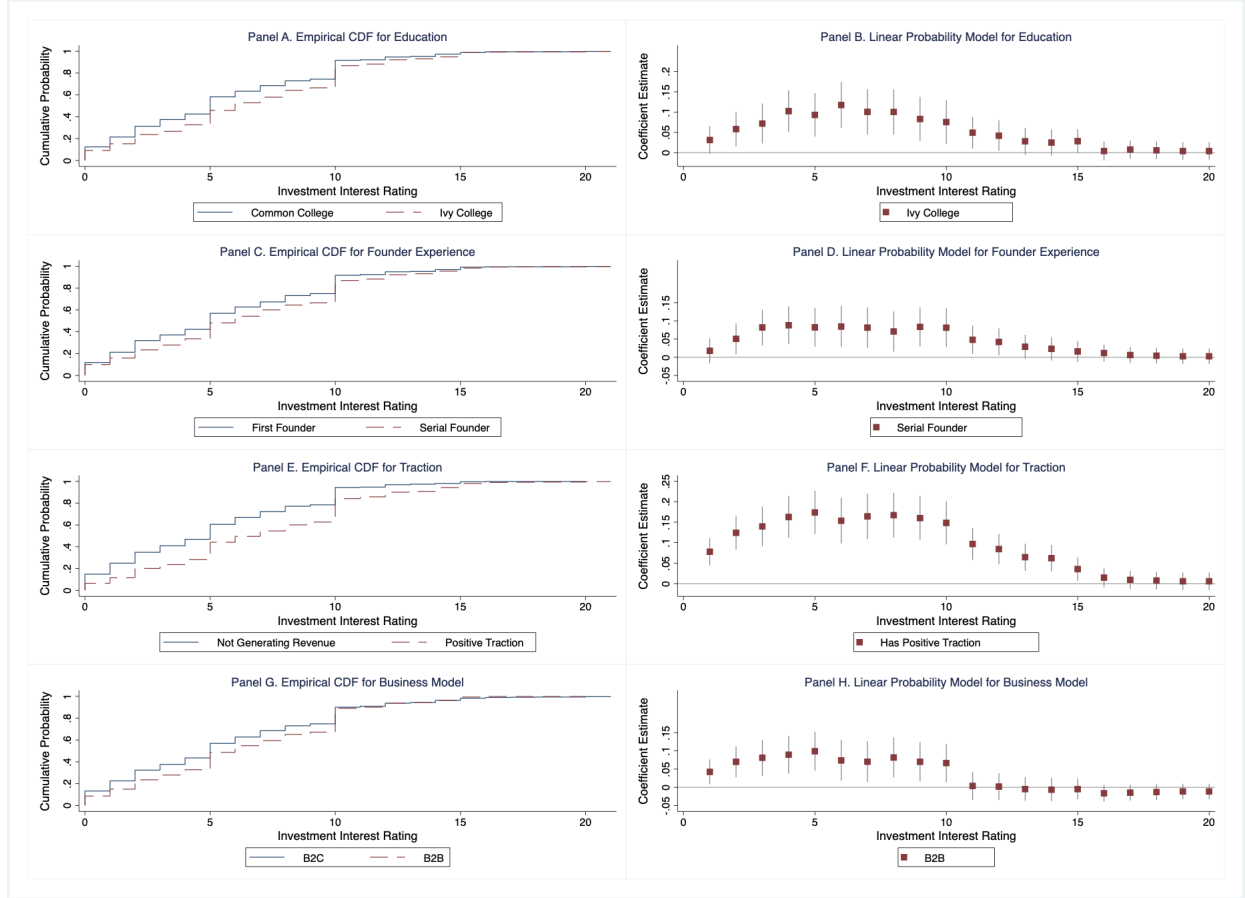 Panel A. Empirical CDF for Education
Cumulative Probability
1
.8
.6
.4
.2
0
0 5 10 15 20
Investment Interest Rating
Common College Ivy College
Panel B. Linear Probability Model for Education
Coefficient Estimate
.2
.15
.1
.05
0
0 5 10 15 20
Investment Interest Rating
Ivy College
Panel C. Empirical CDF for Founder Experience
Cumulative Probability
1
.8
.6
.4
.2
0
0 5 10 15 20
Investment Interest Rating
First Founder Serial Founder
Panel D. Linear Probability Model for Founder Experience
Coefficient Estimate
.15
.1
.05
0
-.05
0 5 10 15 20
Investment Interest Rating
Serial Founder
Panel E. Empirical CDF for Traction
Cumulative Probability
1
.8
.6
.4
.2
0
0 5 10 15 20
Investment Interest Rating
Not Generating Revenue Positive Traction
Panel F. Linear Probability Model for Traction
Coefficient Estimate
.25
.2
.15
.1
.05
0
0 5 10 15 20
Investment Interest Rating
Has Positive Traction
Panel G. Empirical CDF for Business Model
Cumulative Probability
1
.8
.6
.4
.2
0
0 5 10 15 20
Investment Interest Rating
B2C B2B
Panel H. Linear Probability Model for Business Model
Coefficient Estimate
.15
.1
.05
0
-.05
0 5 10 15 20
Investment Interest Rating
B2B